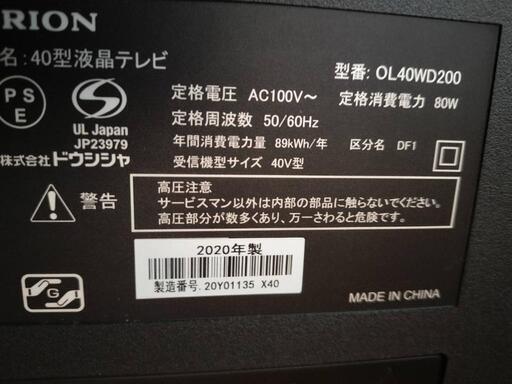 RION
名:40型液晶テレビ
型番: OL40WD200
PS
E
S
UL Japan
JP23979
定格電圧 AC100V～ 定格消費電力 80W
定格周波数 50/60Hz
年間消費電力量 89kWh/年 区分名 DF1
受信機型サイズ 40V型
株式会社ドウシシャ
警告
高圧注意
サービスマン以外は内部の部品に触らないでください。
高圧部分が数多くあり、万一さわると危険です。
2020年製
製造番号. 20Y01135 X40
G
MADE IN CHINA